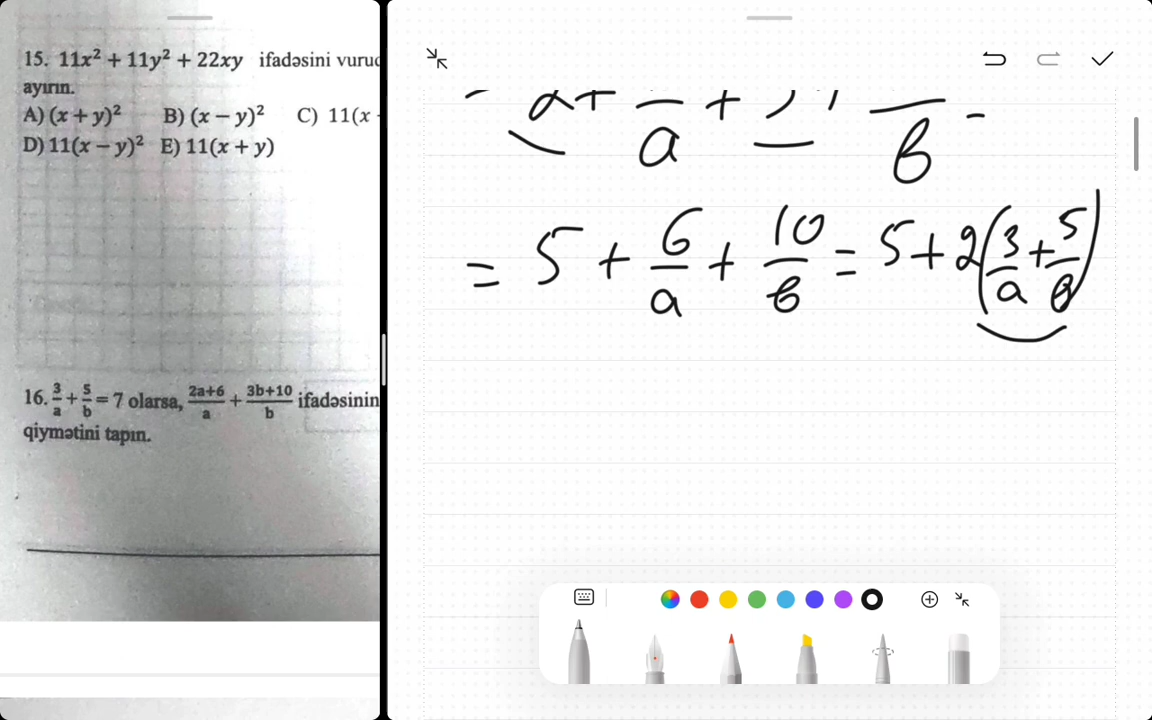 15. 11x² + 11y² + 22xy ifadəsini vuruc
ayırın.
A) (x + y)² B) (x − y)² C) 11(x
D) 11(x − y)² E) 11(x + y)
16. 3/a + 5/b = 7 olarsa, 2a+6/a + 3b+10/b ifadəsinin
qiymətini tapın.
= 5 + 6/a + 10/b = 5 + 2(3/a + 5/b)